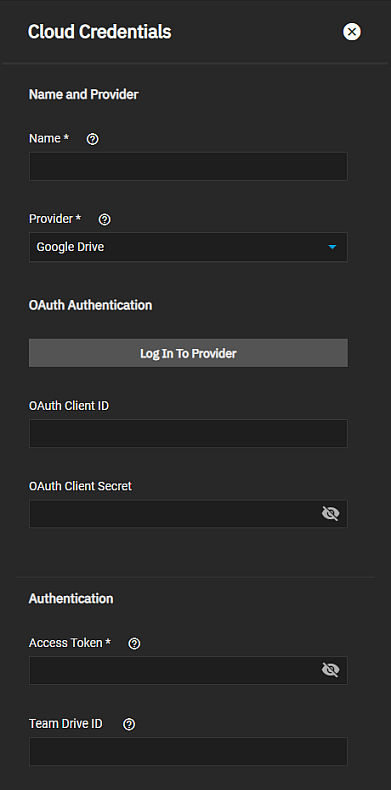 Cloud Credentials
Name and Provider
Name *
Provider *
Google Drive
OAuth Authentication
Log In To Provider
OAuth Client ID
OAuth Client Secret
Authentication
Access Token *
Team Drive ID